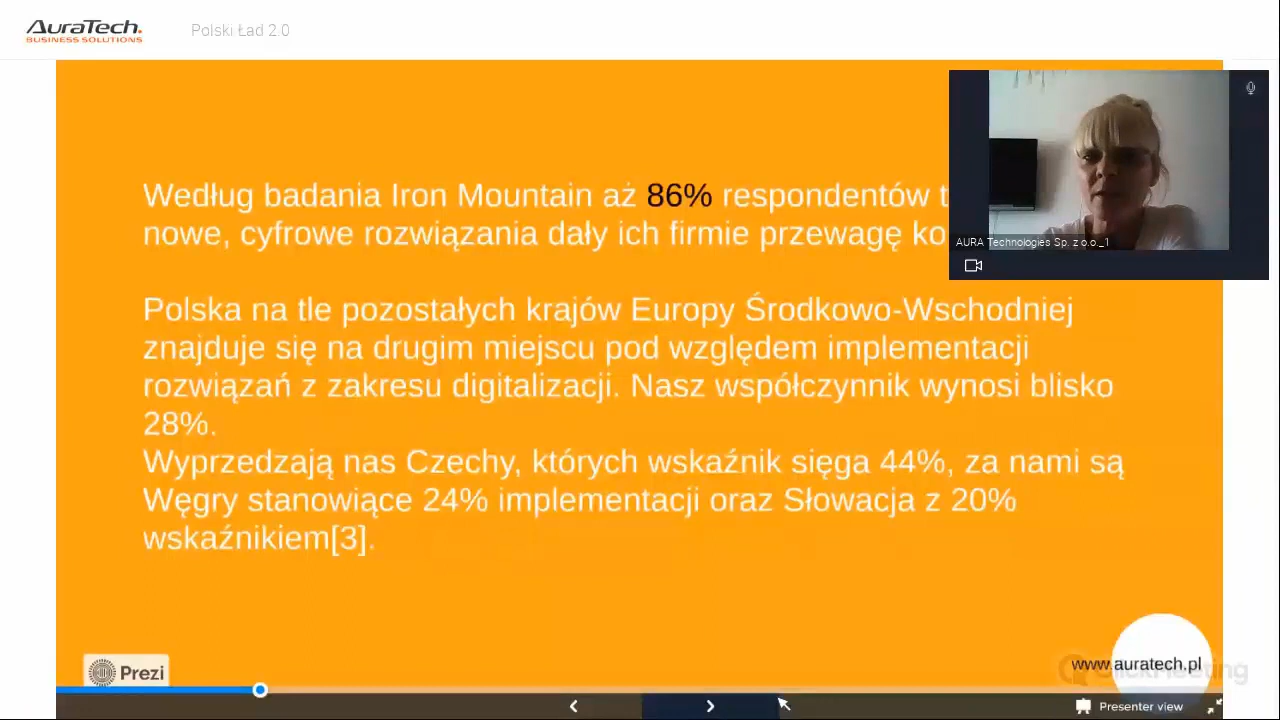 AURATECH.
BUSINESS SOLUTIONS
Polski Ład 2.0
Według badania Iron Mountain aż 86% respondentów
nowe, cyfrowe rozwiązania dały ich firmie przewagę
Polska na tle pozostałych krajów Europy Środkowo-Wschodniej
znajduje się na drugim miejscu pod względem implementacji
rozwiązań z zakresu digitalizacji. Nasz współczynnik wynosi blisko
28%.
Wyprzedzają nas Czechy, których wskaźnik sięga 44%, za nami są
Węgry stanowiące 24% implementacji oraz Słowacja z 20%
wskaźnikiem[3].
AURA Technologies Sp. z o.o._1
Prezi
www.auratech.pl
ClickMeeting
Presenter view